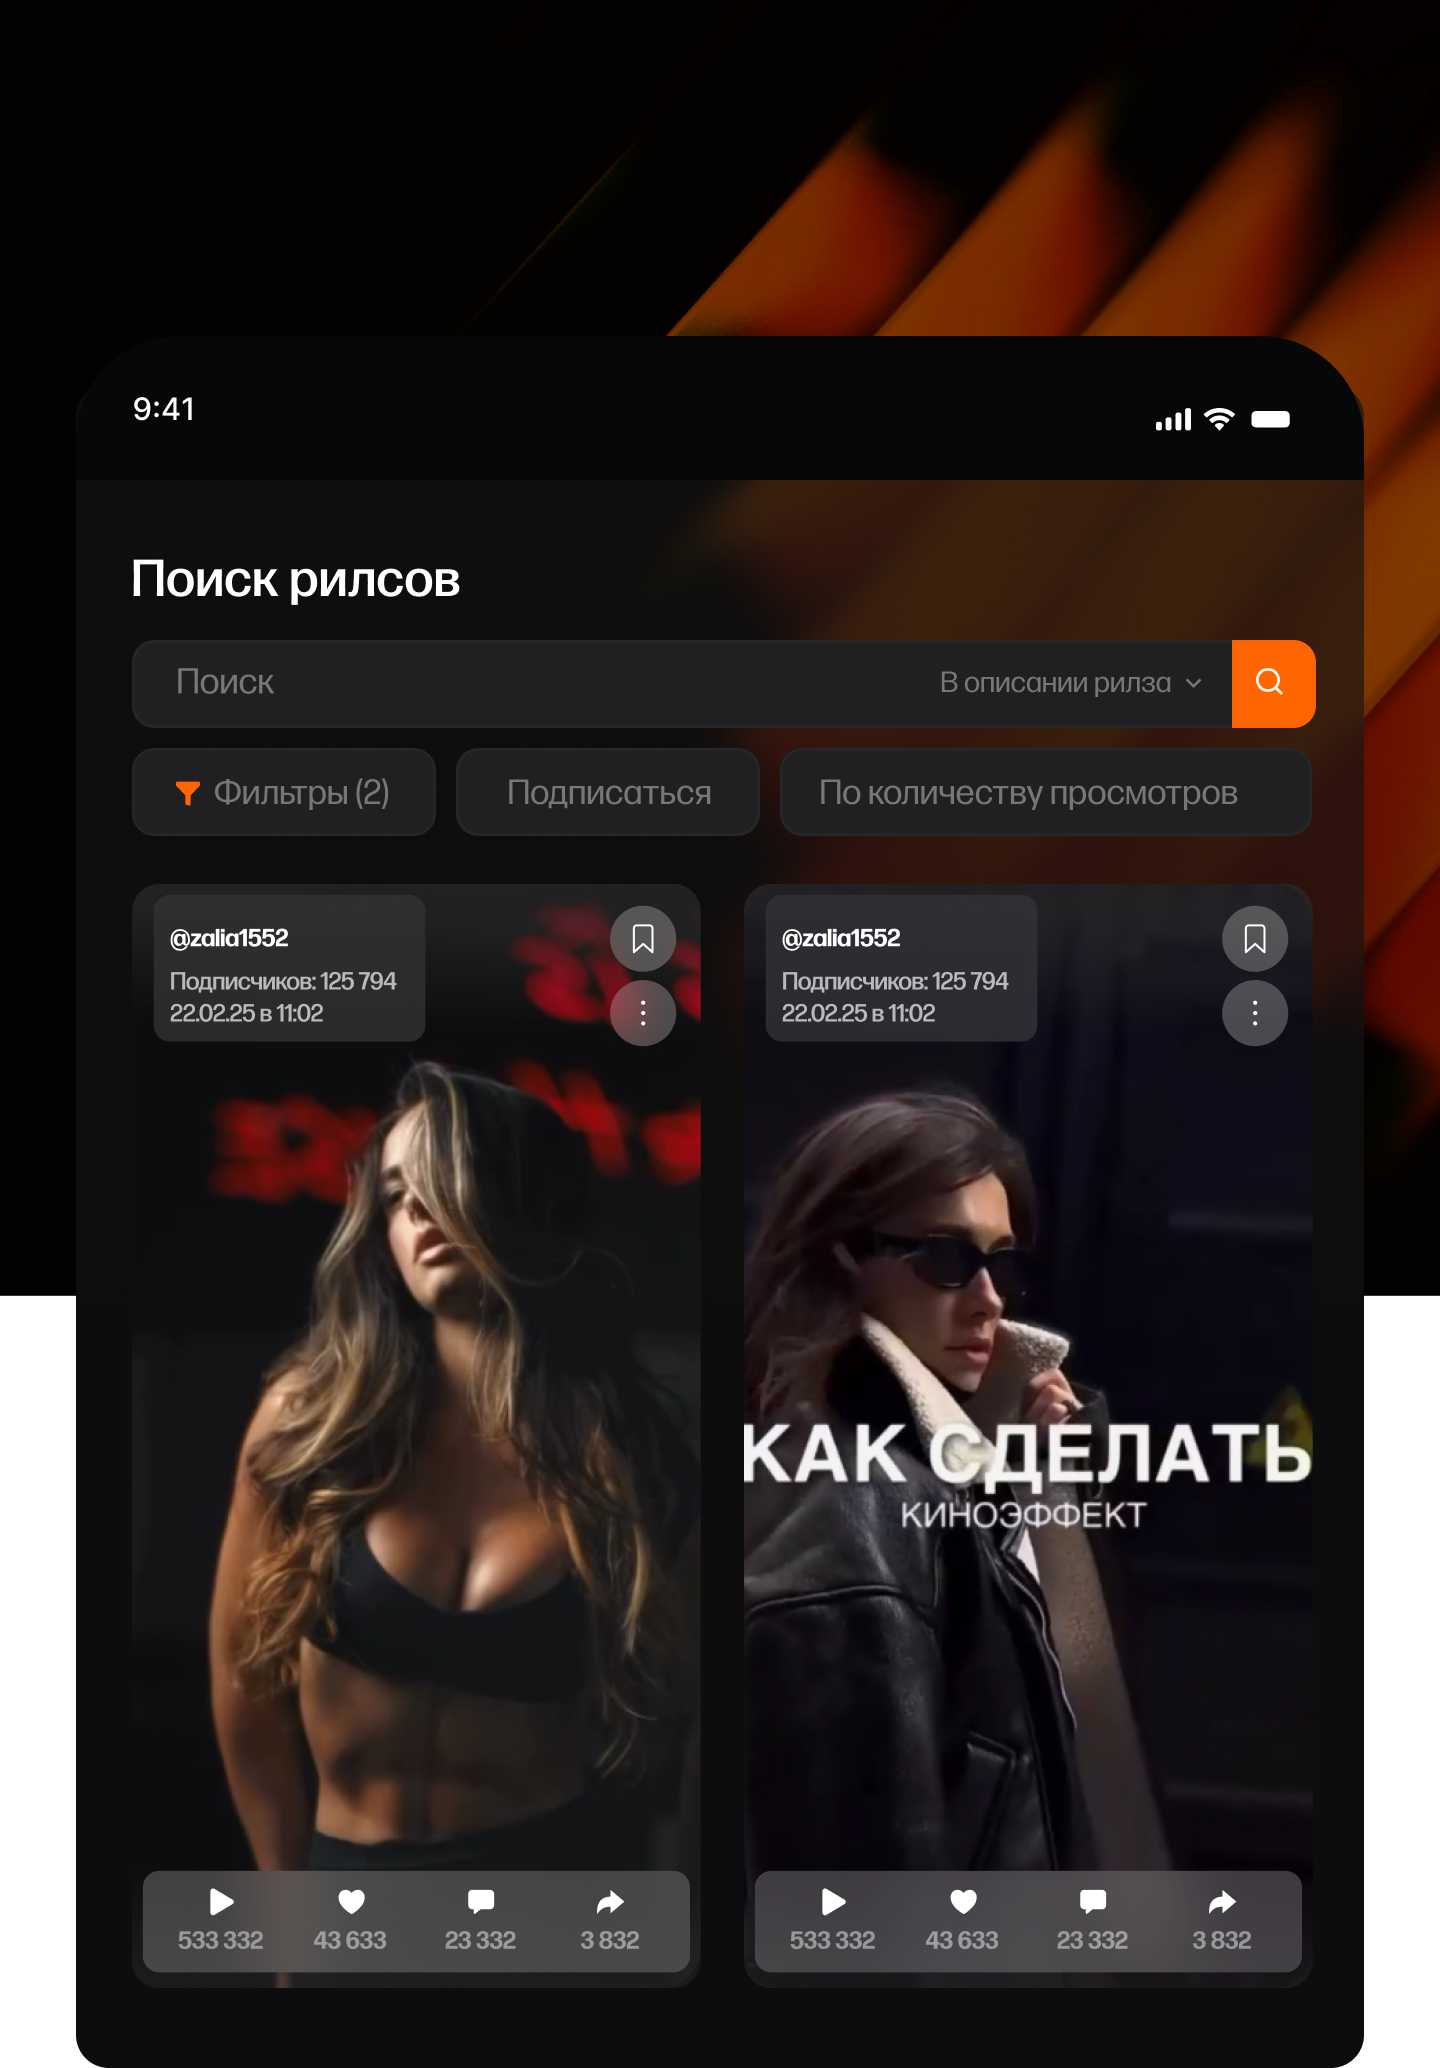 9:41
Поиск рилсов
Поиск
В описании рилза
Фильтры (2)
Подписаться
По количеству просмотров
@zalia1552
Подписчиков: 125 794
22.02.25 в 11:02
@zalia1552
Подписчиков: 125 794
22.02.25 в 11:02
КАК СДЕЛАТЬ
КИНОЭФФЕКТ
533 332
43 633
23 332
3 832
533 332
43 633
23 332
3 832